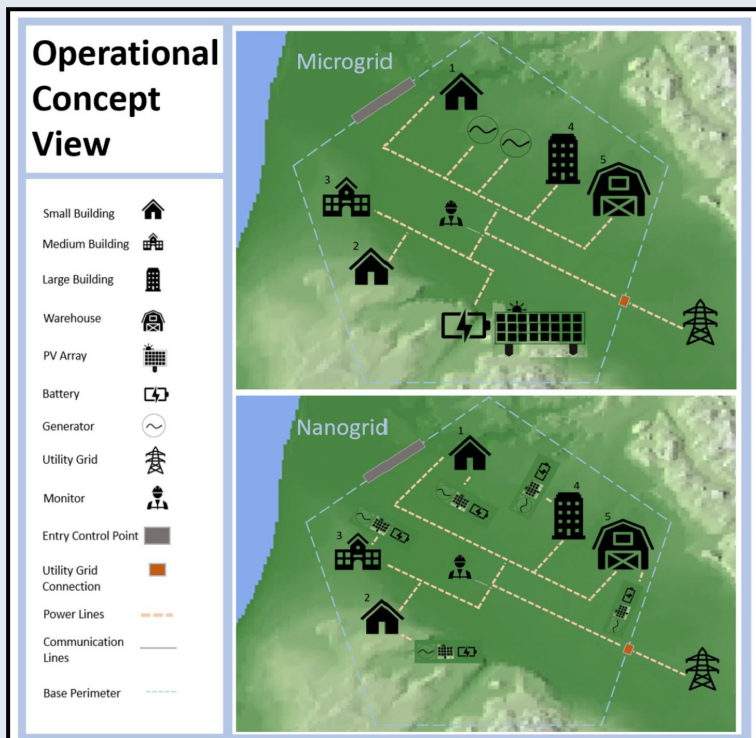 Operational
Concept
View
Small Building
Medium Building
Large Building
Warehouse
PV Array
Battery
Generator
Utility Grid
Monitor
Entry Control Point
Utility Grid
Connection
Power Lines
Communication
Lines
Base Perimeter
Microgrid
1
4
5
3
2
Nanogrid
1
4
5
3
2